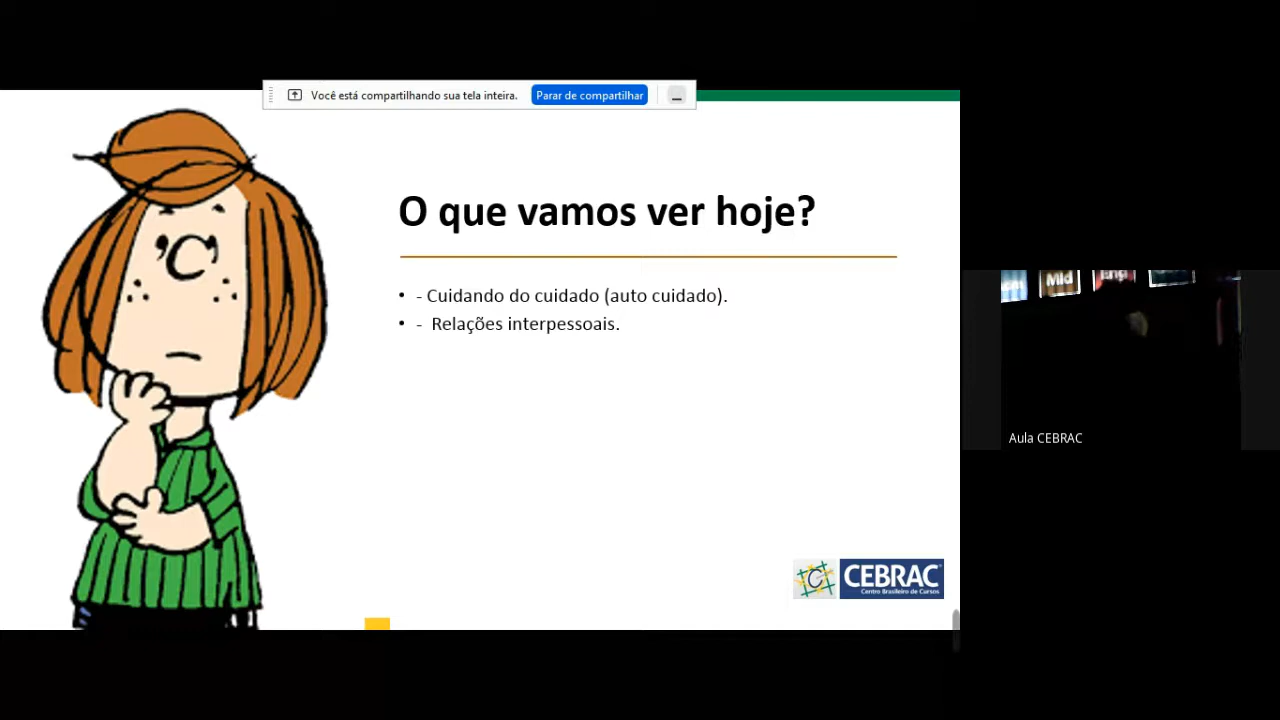 Você está compartilhando sua tela inteira. Parar de compartilhar
O que vamos ver hoje?
• - Cuidando do cuidado (auto cuidado).
• - Relações interpessoais.
Mid
Aula CEBRAC
C CEBRAC
Centro Brasileiro de Cursos